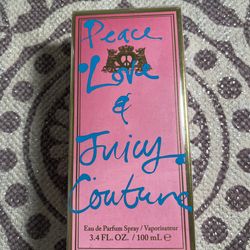 Peace
Love
&
Juicy
Couture
Eau de Parfum Spray / Vaporisateur
3.4 FL. OZ. / 100 mL ℮